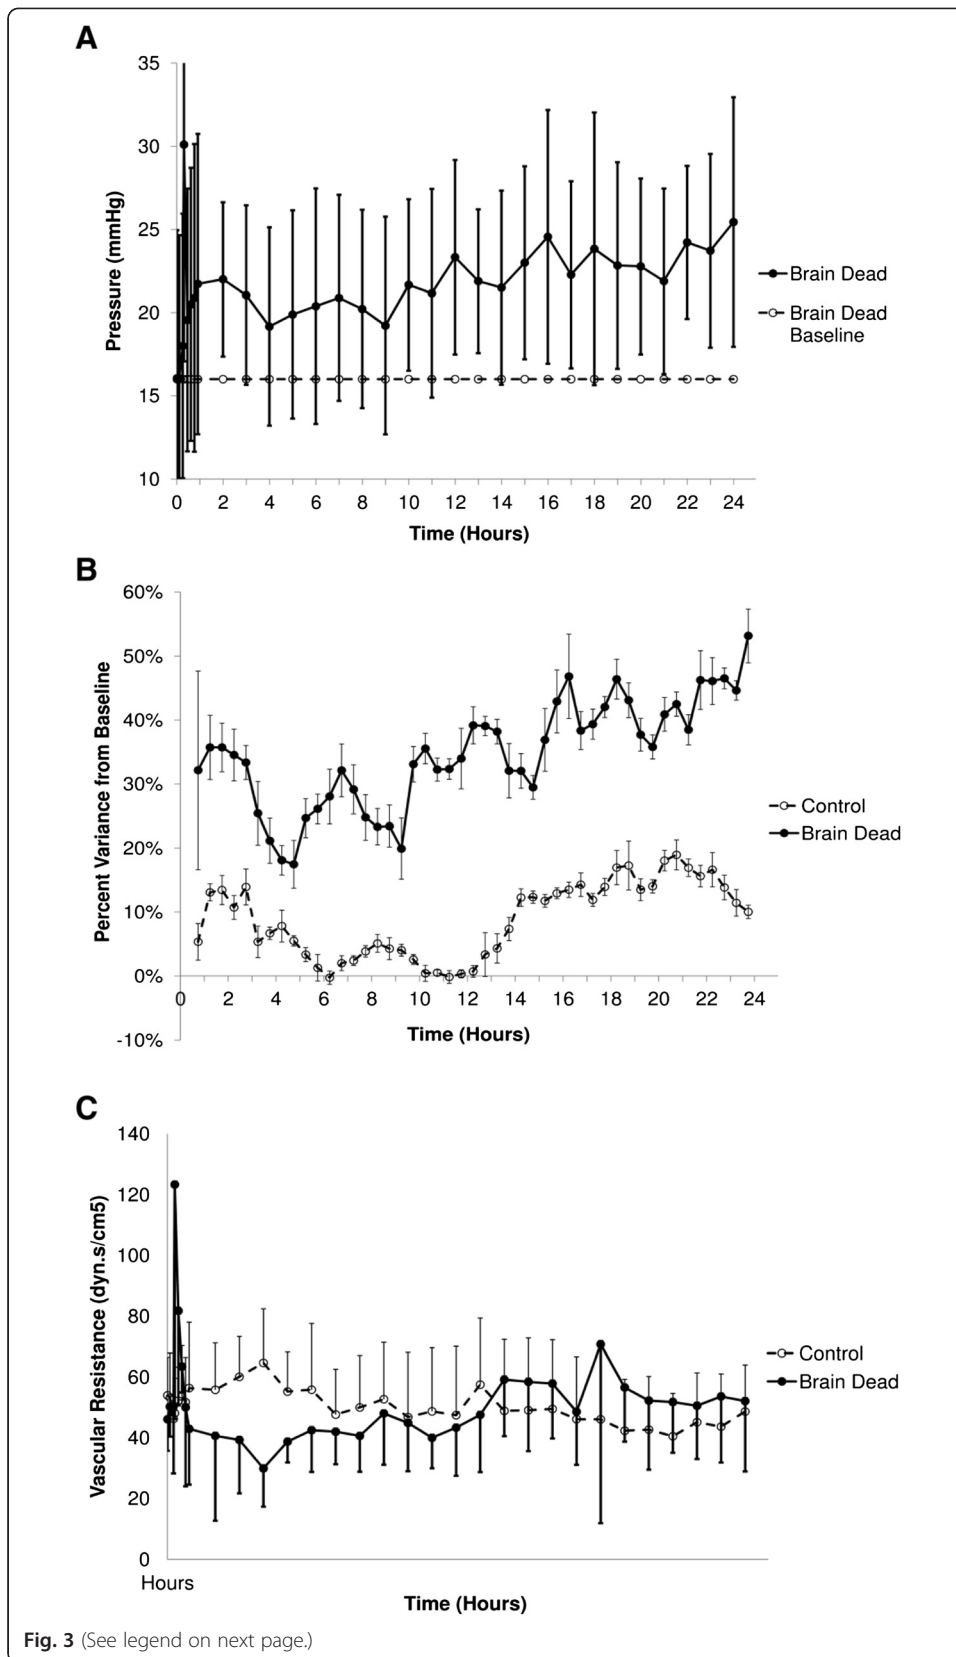 A
35
30
25
20
15
10
Pressure (mmHg)
0 2 4 6 8 10 12 14 16 18 20 22 24
Time (Hours)
Brain Dead
Brain Dead
Baseline
B
60%
50%
40%
30%
20%
10%
0%
-10%
Percent Variance from Baseline
0 2 4 6 8 10 12 14 16 18 20 22 24
Time (Hours)
Control
Brain Dead
C
140
120
100
80
60
40
20
0
Vascular Resistance (dyn.s/cm5)
Hours
Time (Hours)
Control
Brain Dead
Fig. 3 (See legend on next page.)